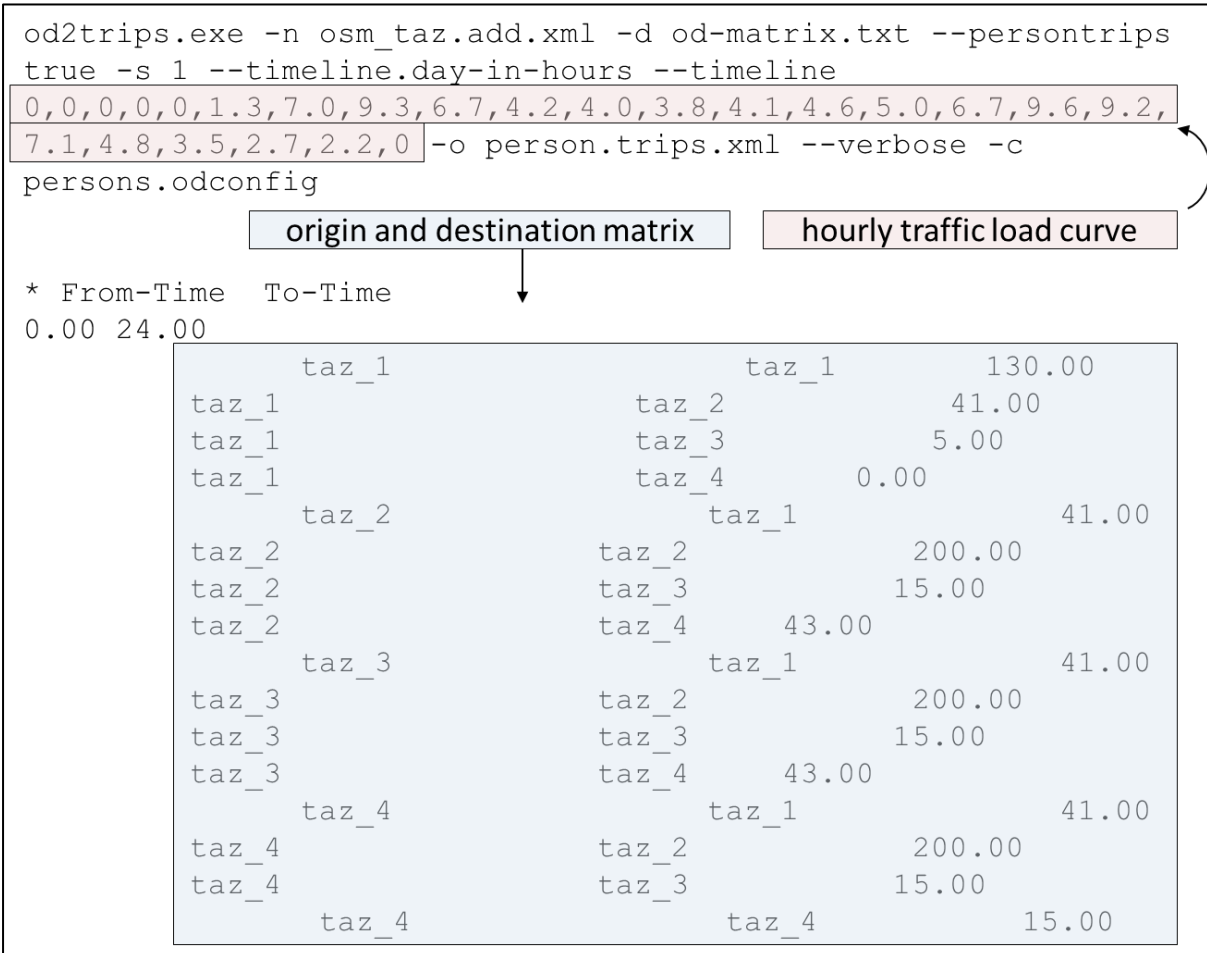 od2trips.exe -n osm_taz.add.xml -d od-matrix.txt --persontrips
true -s 1 --timeline.day-in-hours --timeline
0,0,0,0,0,1.3,7.0,9.3,6.7,4.2,4.0,3.8,4.1,4.6,5.0,6.7,9.6,9.2,
7.1,4.8,3.5,2.7,2.2,0 -o person.trips.xml --verbose -c
persons.odconfig
origin and destination matrix hourly traffic load curve
* From-Time To-Time
0.00 24.00
taz_1 taz_1 130.00
taz_1 taz_2 41.00
taz_1 taz_3 5.00
taz_1 taz_4 0.00
taz_2 taz_1 41.00
taz_2 taz_2 200.00
taz_2 taz_3 15.00
taz_2 taz_4 43.00
taz_3 taz_1 41.00
taz_3 taz_2 200.00
taz_3 taz_3 15.00
taz_3 taz_4 43.00
taz_4 taz_1 41.00
taz_4 taz_2 200.00
taz_4 taz_3 15.00
taz_4 taz_4 15.00